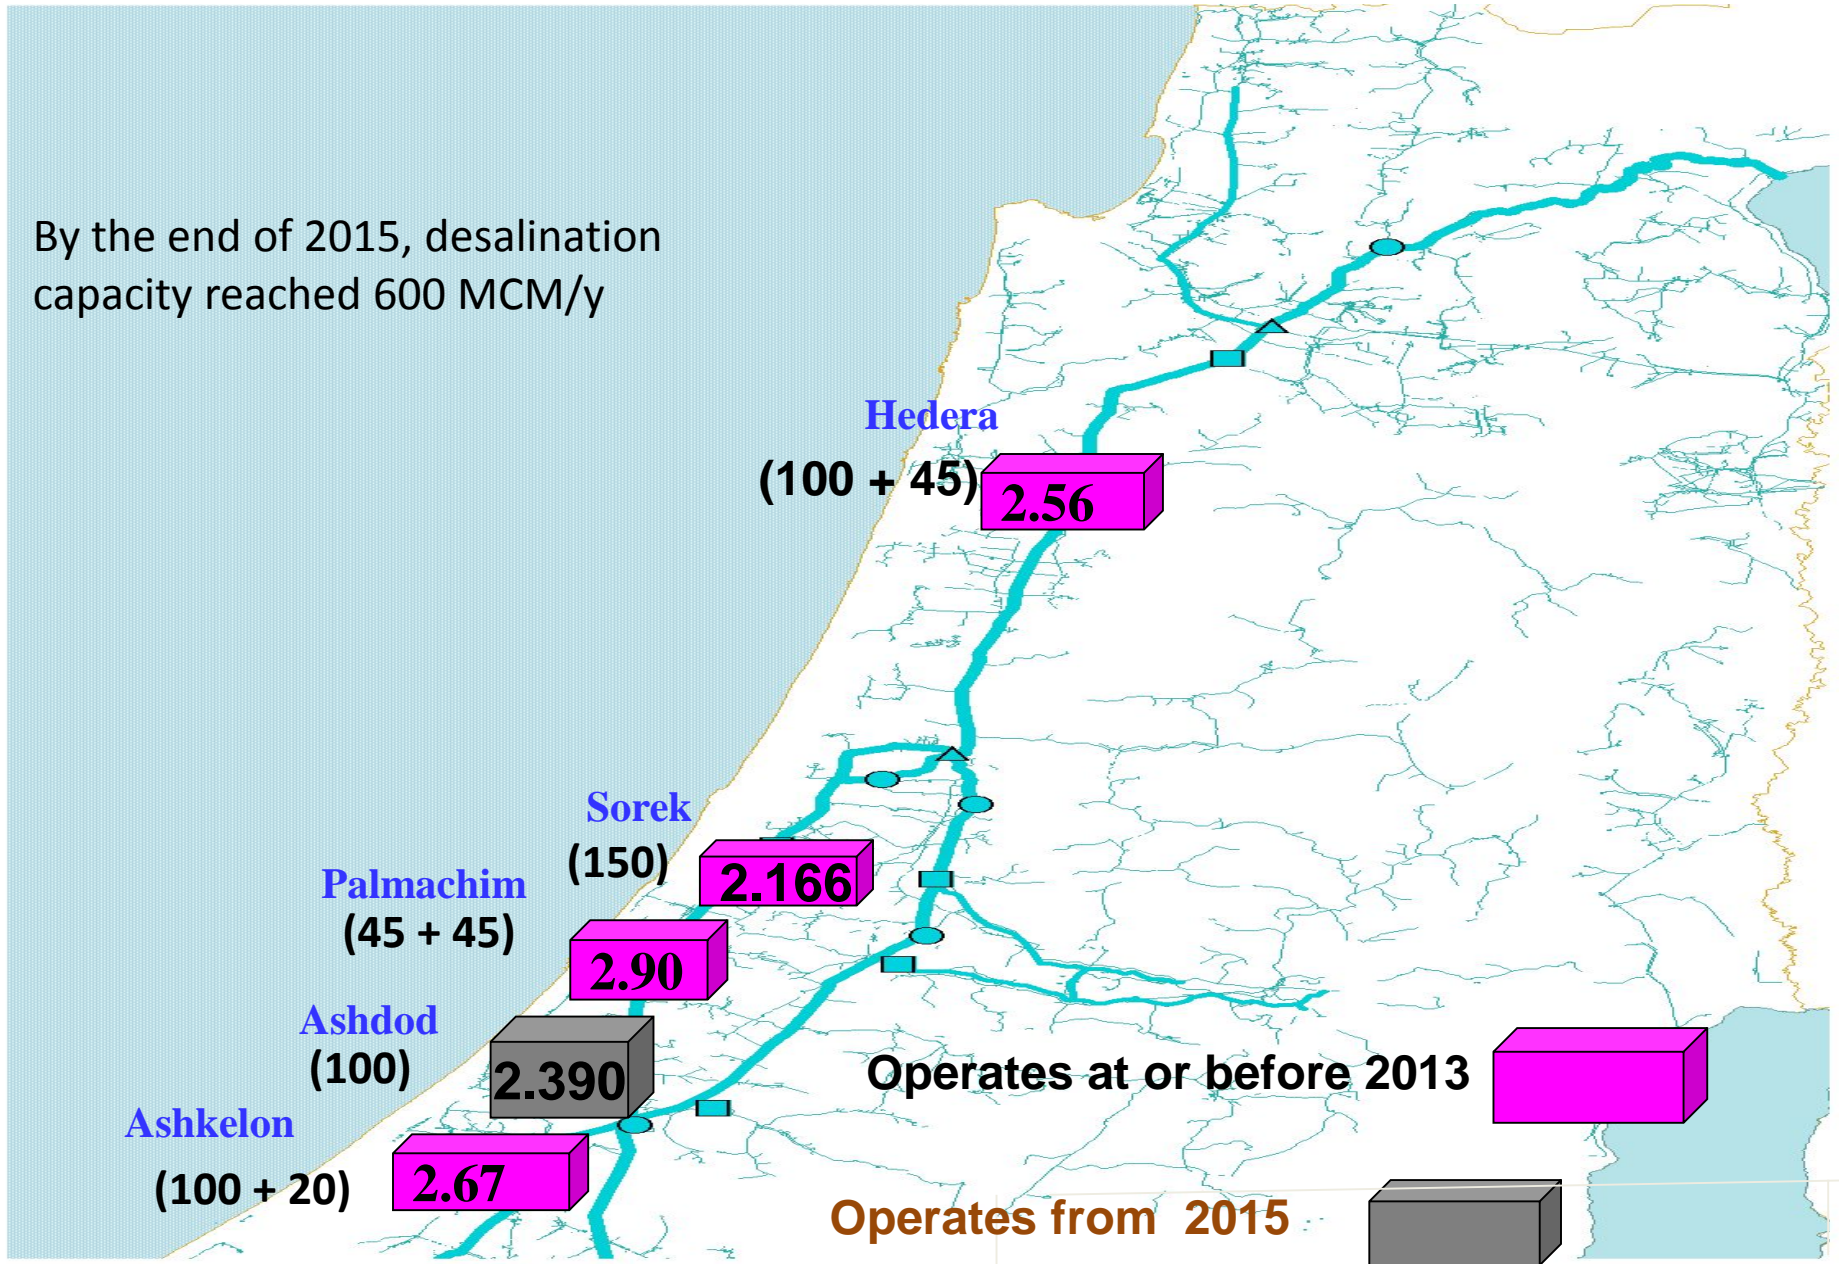 By the end of 2015, desalination
capacity reached 600 MCM/y
Hedera
(100 + 45)
2.56
Sorek
(150)
2.166
Palmachim
(45 + 45)
2.90
Ashdod
(100)
2.390
Ashkelon
(100 + 20)
2.67
Operates at or before 2013
Operates from 2015